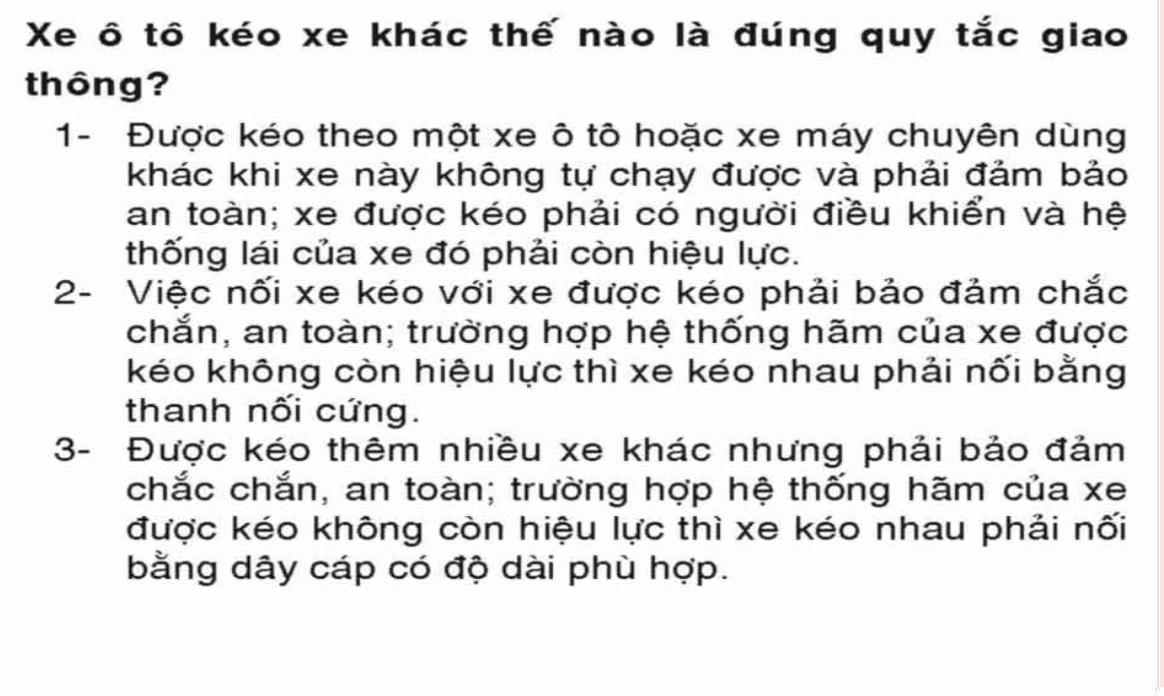 Xe ô tô kéo xe khác thế nào là đúng quy tắc giao
thông?
1- Được kéo theo một xe ô tô hoặc xe máy chuyên dùng
khác khi xe này không tự chạy được và phải đảm bảo
an toàn; xe được kéo phải có người điều khiển và hệ
thống lái của xe đó phải còn hiệu lực.
2- Việc nối xe kéo với xe được kéo phải bảo đảm chắc
chắn, an toàn; trường hợp hệ thống hãm của xe được
kéo không còn hiệu lực thì xe kéo nhau phải nối bằng
thanh nối cứng.
3- Được kéo thêm nhiều xe khác nhưng phải bảo đảm
chắc chắn, an toàn; trường hợp hệ thống hãm của xe
được kéo không còn hiệu lực thì xe kéo nhau phải nối
bằng dây cáp có độ dài phù hợp.